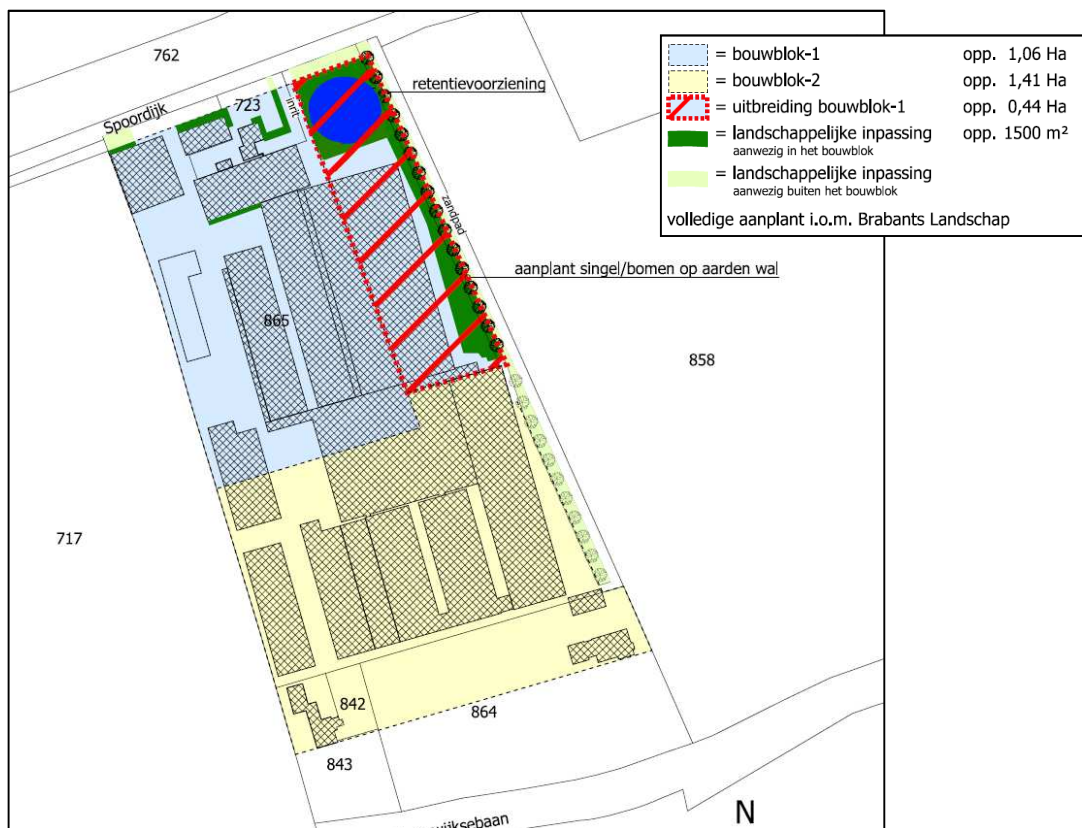 762
Spoordijk
723
inrit
retentievoorziening
zandpad
aanplant singel/bomen op aarden wal
865
858
717
842
864
843
wijksebaan
N
= bouwblok-1 opp. 1,06 Ha
= bouwblok-2 opp. 1,41 Ha
= uitbreiding bouwblok-1 opp. 0,44 Ha
= landschappelijke inpassing opp. 1500 m²
aanwezig in het bouwblok
= landschappelijke inpassing
aanwezig buiten het bouwblok
volledige aanplant i.o.m. Brabants Landschap